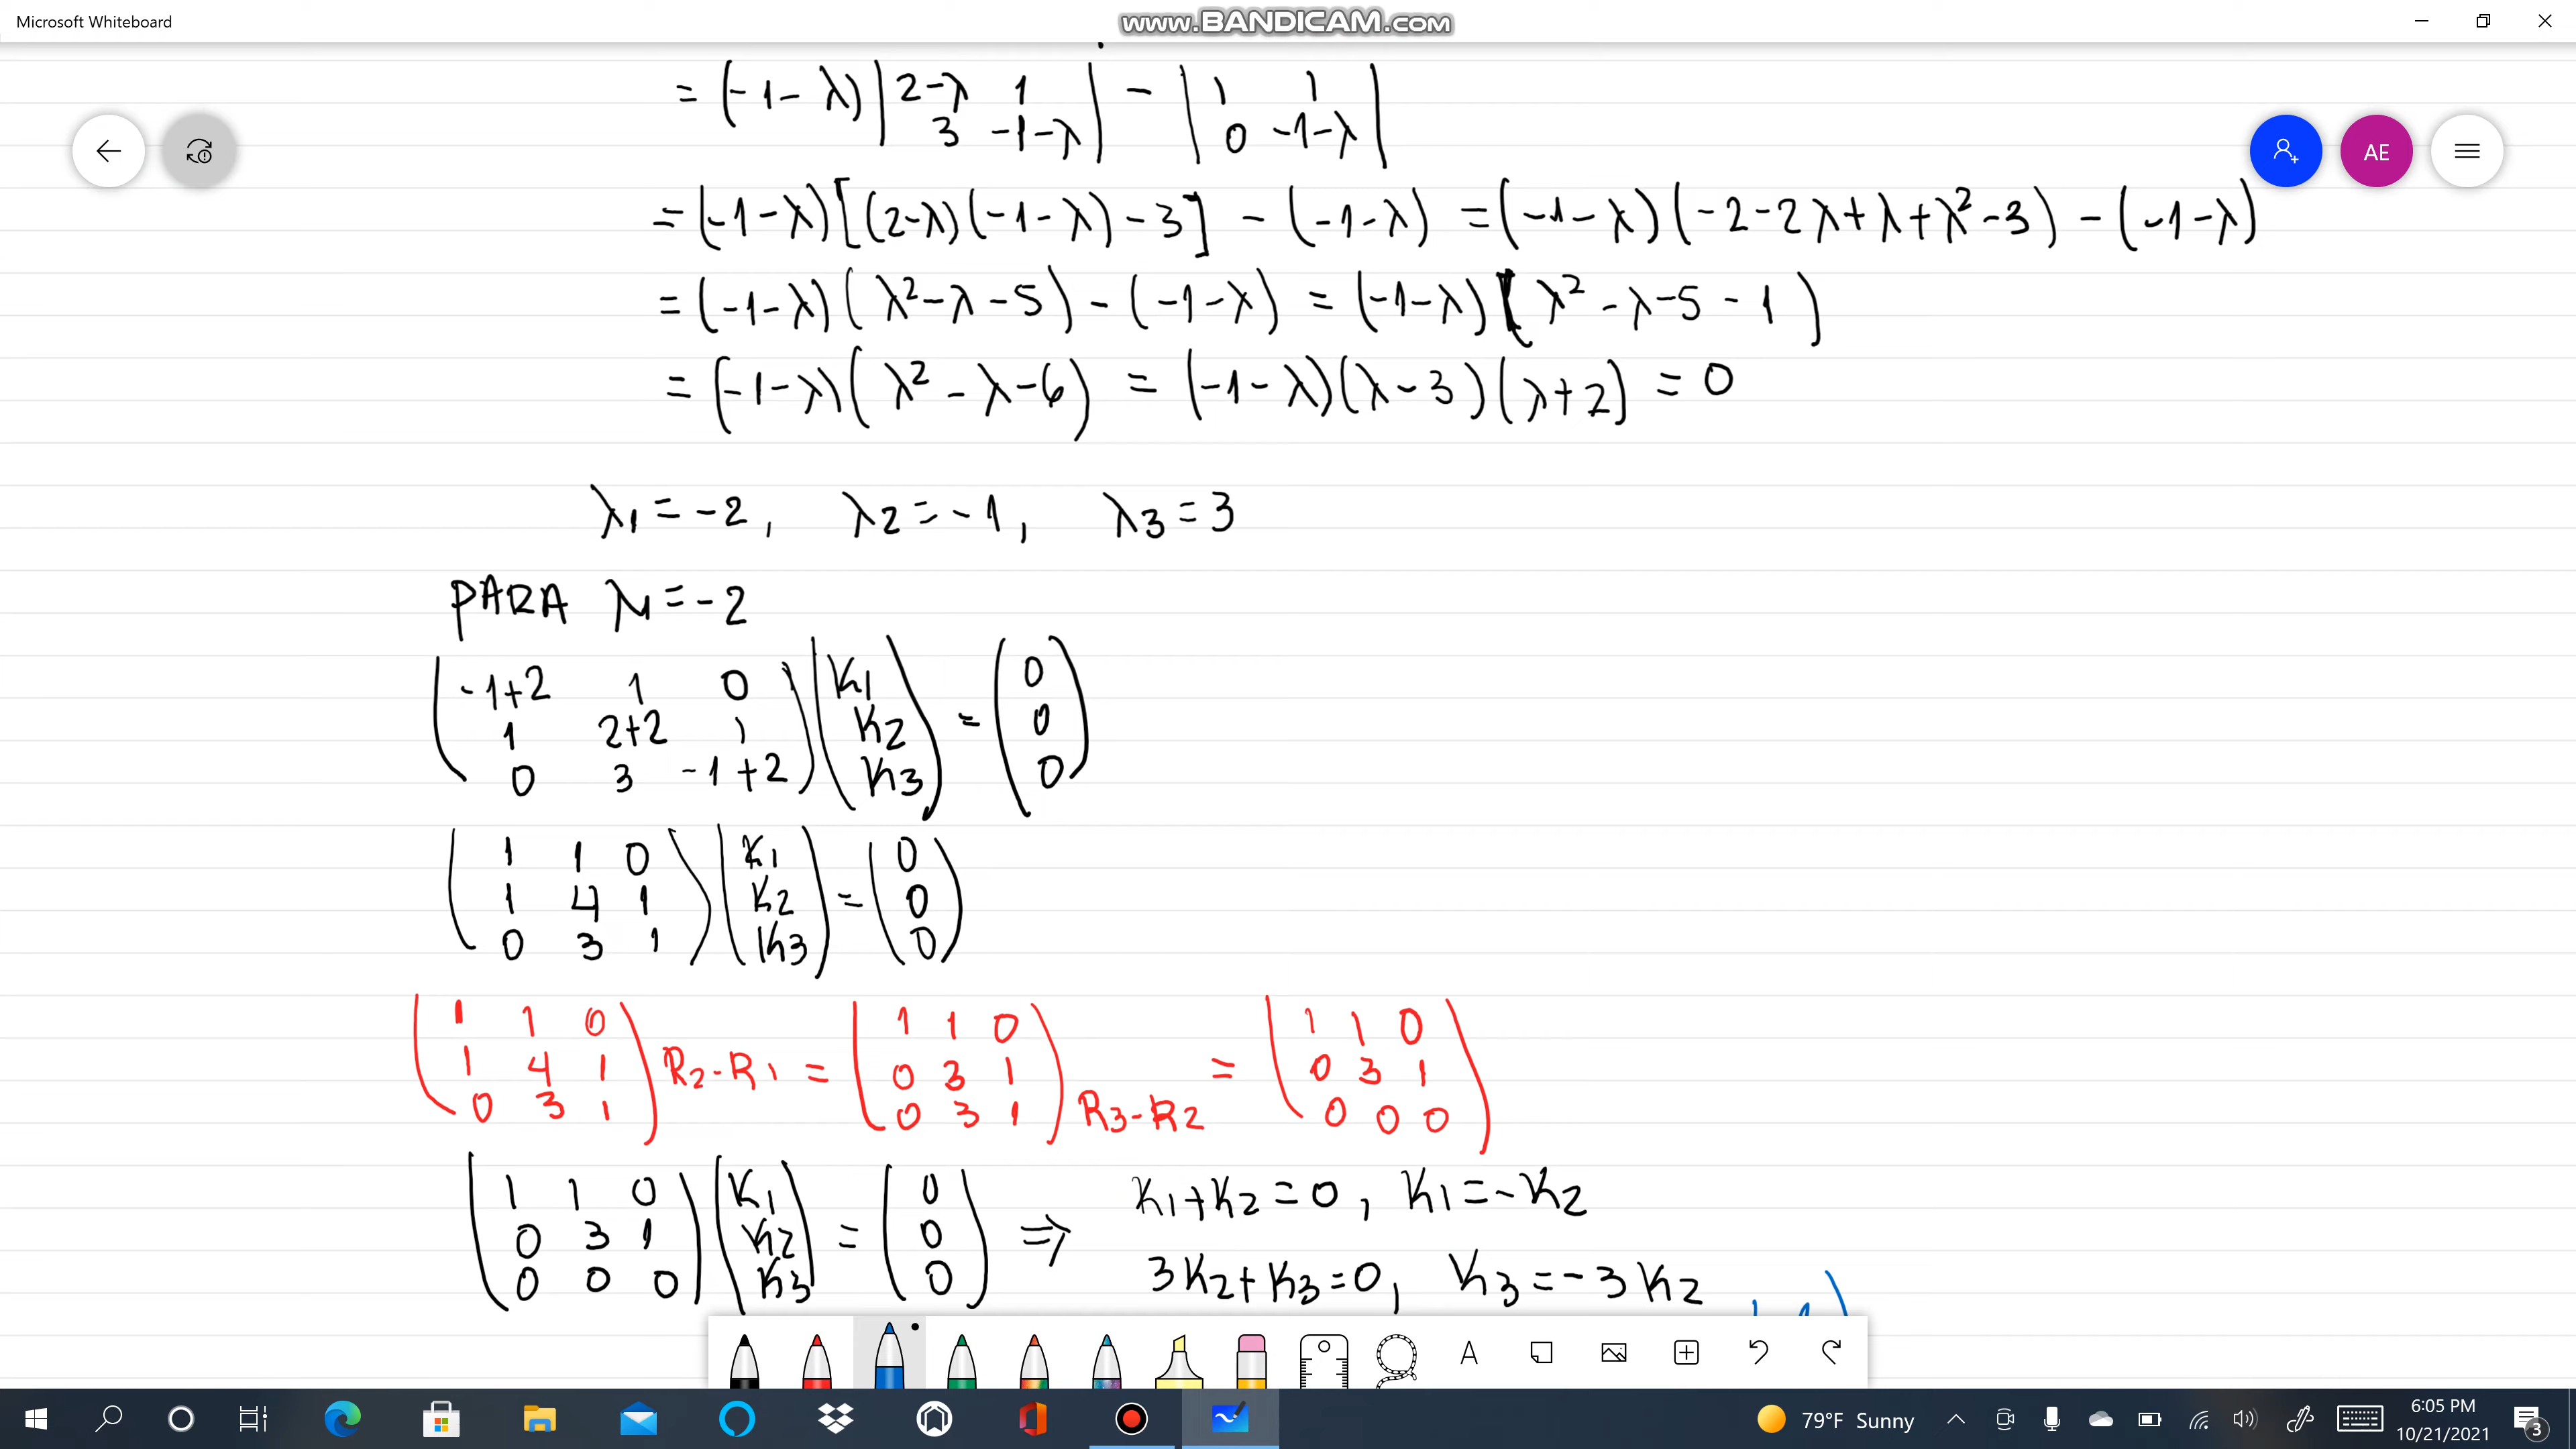 Microsoft Whiteboard
www.BANDICAM.com
= (-1-λ) | 2-λ 1 | - | 1 1 |
| 3 -1-λ | | 0 -1-λ |
AE
= (-1-λ)[(2-λ)(-1-λ)-3] - (-1-λ) = (-1-λ)(-2-2λ+λ+λ²-3) - (-1-λ)
= (-1-λ)(λ²-λ-5) - (-1-λ) = (-1-λ)(λ²-λ-5-1)
= (-1-λ)(λ²-λ-6) = (-1-λ)(λ-3)(λ+2) = 0
λ1 = -2, λ2 = -1, λ3 = 3
PARA λ1 = -2
( -1+2 1 0 ) ( K1 ) ( 0 )
( 1 2+2 1 ) ( K2 ) = ( 0 )
( 0 3 -1+2 ) ( K3 ) ( 0 )
( 1 1 0 ) ( K1 ) ( 0 )
( 1 4 1 ) ( K2 ) = ( 0 )
( 0 3 1 ) ( K3 ) ( 0 )
( 1 1 0 ) ( 1 1 0 ) ( 1 1 0 )
( 1 4 1 ) R2-R1 = ( 0 3 1 ) = ( 0 3 1 )
( 0 3 1 ) ( 0 3 1 ) R3-R2 ( 0 0 0 )
( 1 1 0 ) ( K1 ) ( 0 ) K1+K2=0, K1=-K2
( 0 3 1 ) ( K2 ) = ( 0 ) ⇒
( 0 0 0 ) ( K3 ) ( 0 ) 3K2+K3=0, K3=-3K2
A
79°F Sunny
6:05 PM
10/21/2021
3